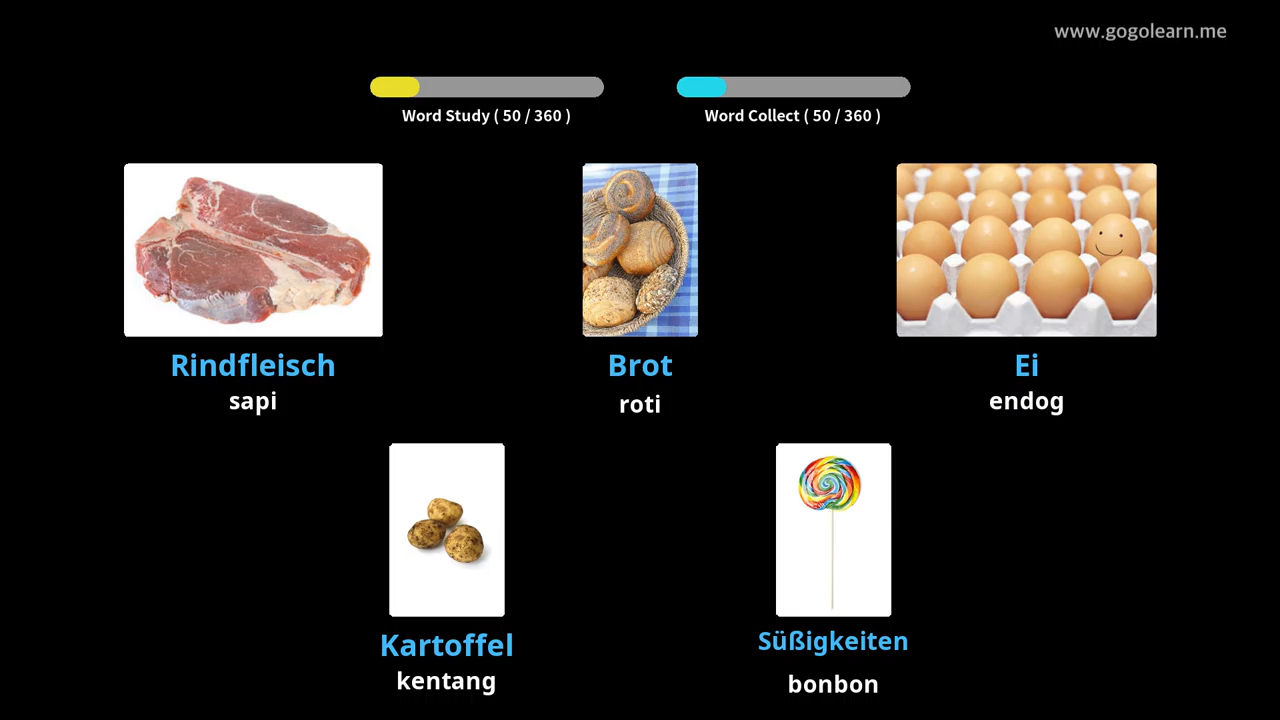 www.gogolearn.me
Word Study ( 50 / 360 )
Word Collect ( 50 / 360 )
Rindfleisch
sapi
Brot
roti
Ei
endog
Kartoffel
kentang
Süßigkeiten
bonbon